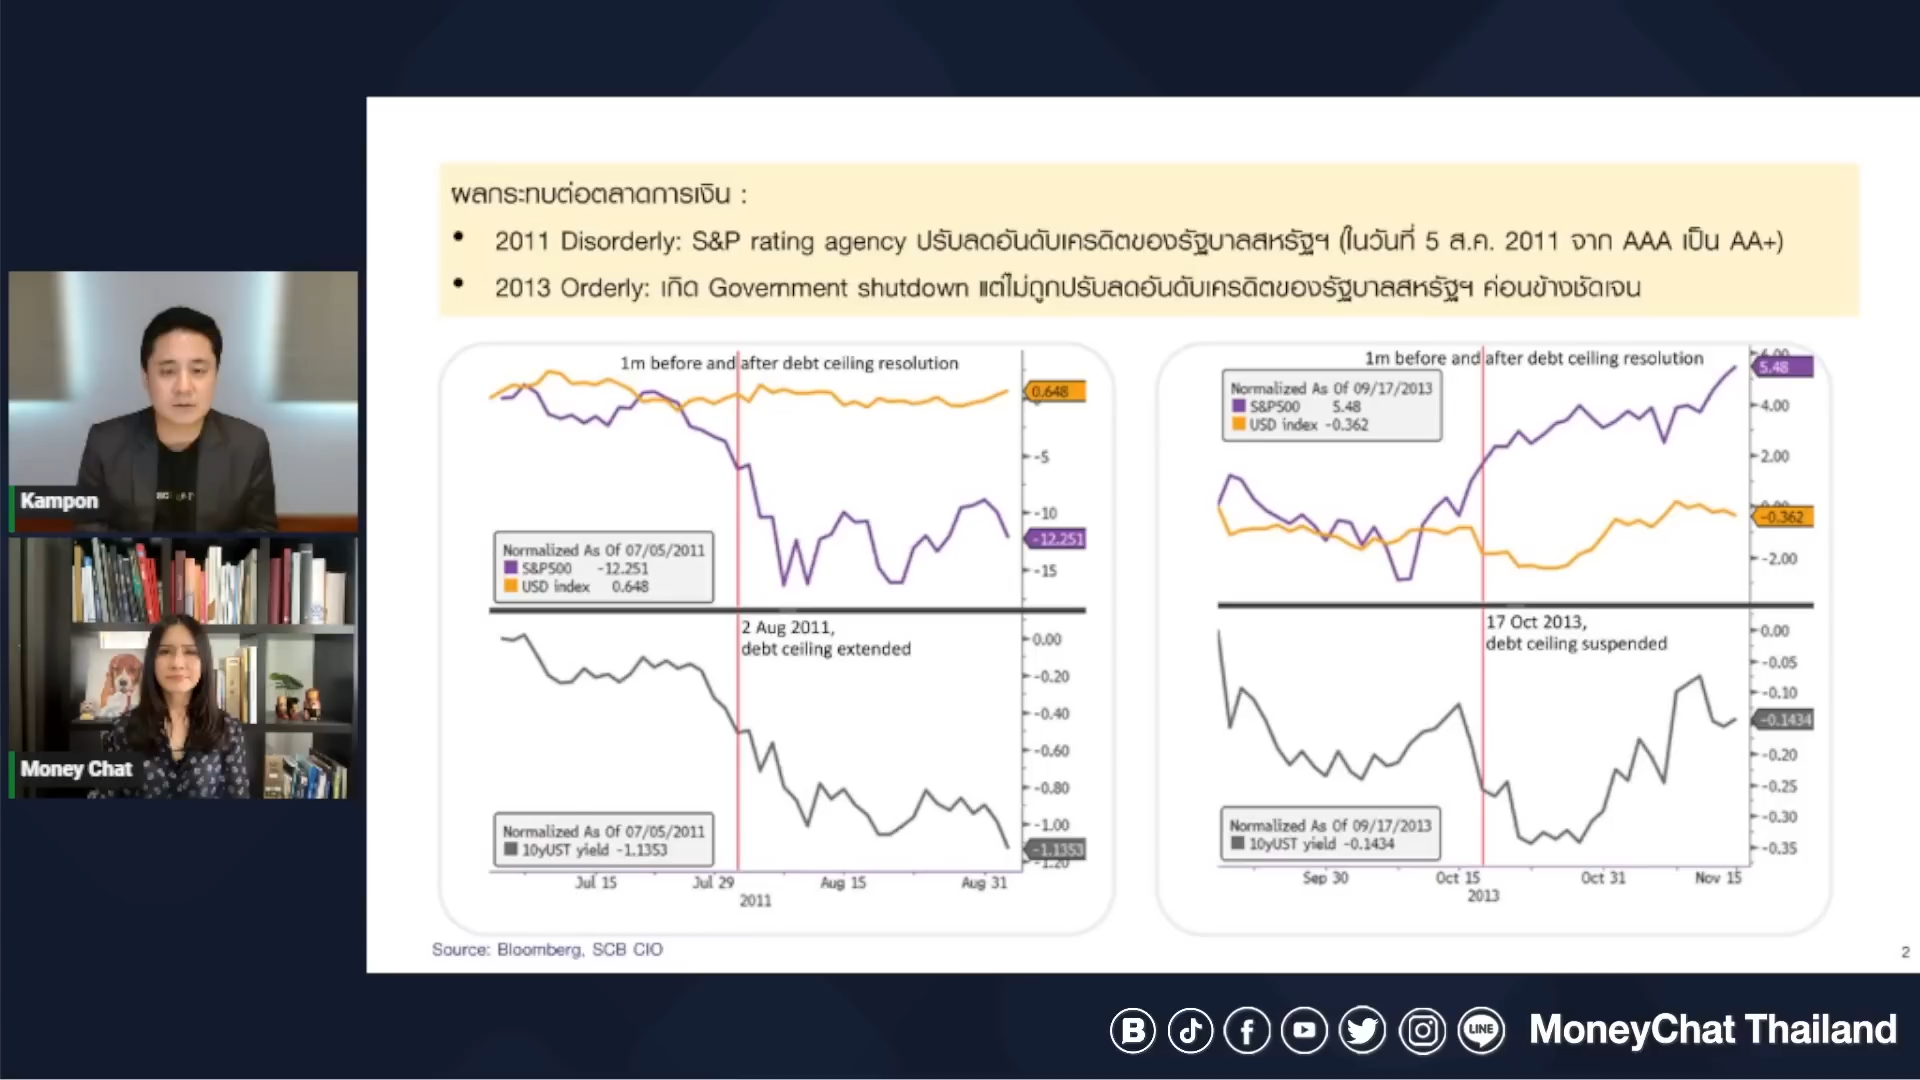 ผลกระทบต่อตลาดการเงิน :
• 2011 Disorderly: S&P rating agency ปรับลดอันดับเครดิตของรัฐบาลสหรัฐฯ (ในวันที่ 5 ส.ค. 2011 จาก AAA เป็น AA+)
• 2013 Orderly: เกิด Government shutdown แต่ไม่ถูกปรับลดอันดับเครดิตของรัฐบาลสหรัฐฯ ค่อนข้างชัดเจน
Kampon
Money Chat
1m before and after debt ceiling resolution
0.648
-5
-10
-12.251
-15
Normalized As Of 07/05/2011
S&P500 -12.251
USD index 0.648
2 Aug 2011,
debt ceiling extended
0.00
-0.20
-0.40
-0.60
-0.80
-1.00
-1.1353
-1.20
Normalized As Of 07/05/2011
10yUST yield -1.1353
Jul 15 Jul 29 Aug 15 Aug 31
2011
1m before and after debt ceiling resolution
Normalized As Of 09/17/2013
S&P500 5.48
USD index -0.362
6.00
5.48
4.00
2.00
0.00
-0.362
-2.00
17 Oct 2013,
debt ceiling suspended
0.00
-0.05
-0.10
-0.1434
-0.20
-0.25
-0.30
-0.35
Normalized As Of 09/17/2013
10yUST yield -0.1434
Sep 30 Oct 15 Oct 31 Nov 15
2013
Source: Bloomberg, SCB CIO
2
LINE
MoneyChat Thailand